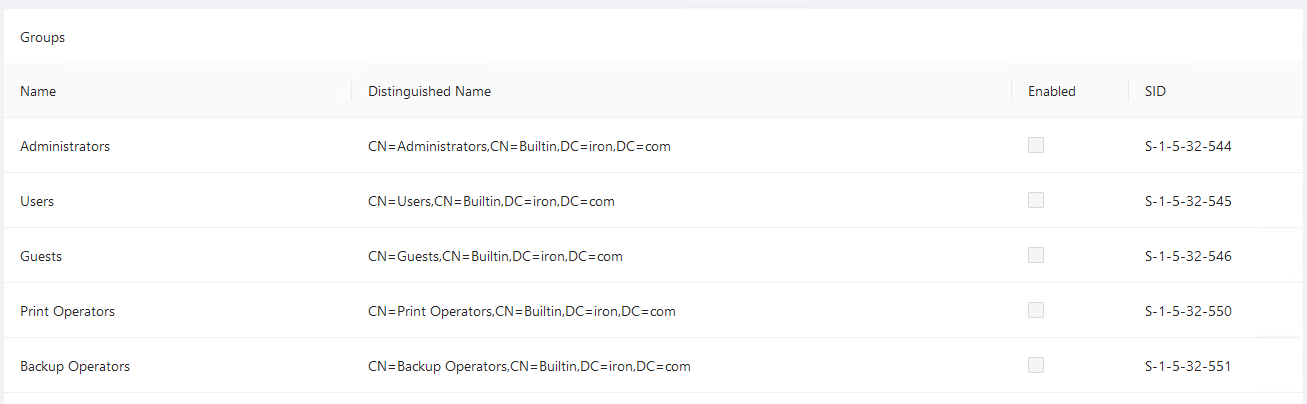 Groups
Name Distinguished Name Enabled SID
Administrators CN=Administrators,CN=Builtin,DC=iron,DC=com S-1-5-32-544
Users CN=Users,CN=Builtin,DC=iron,DC=com S-1-5-32-545
Guests CN=Guests,CN=Builtin,DC=iron,DC=com S-1-5-32-546
Print Operators CN=Print Operators,CN=Builtin,DC=iron,DC=com S-1-5-32-550
Backup Operators CN=Backup Operators,CN=Builtin,DC=iron,DC=com S-1-5-32-551